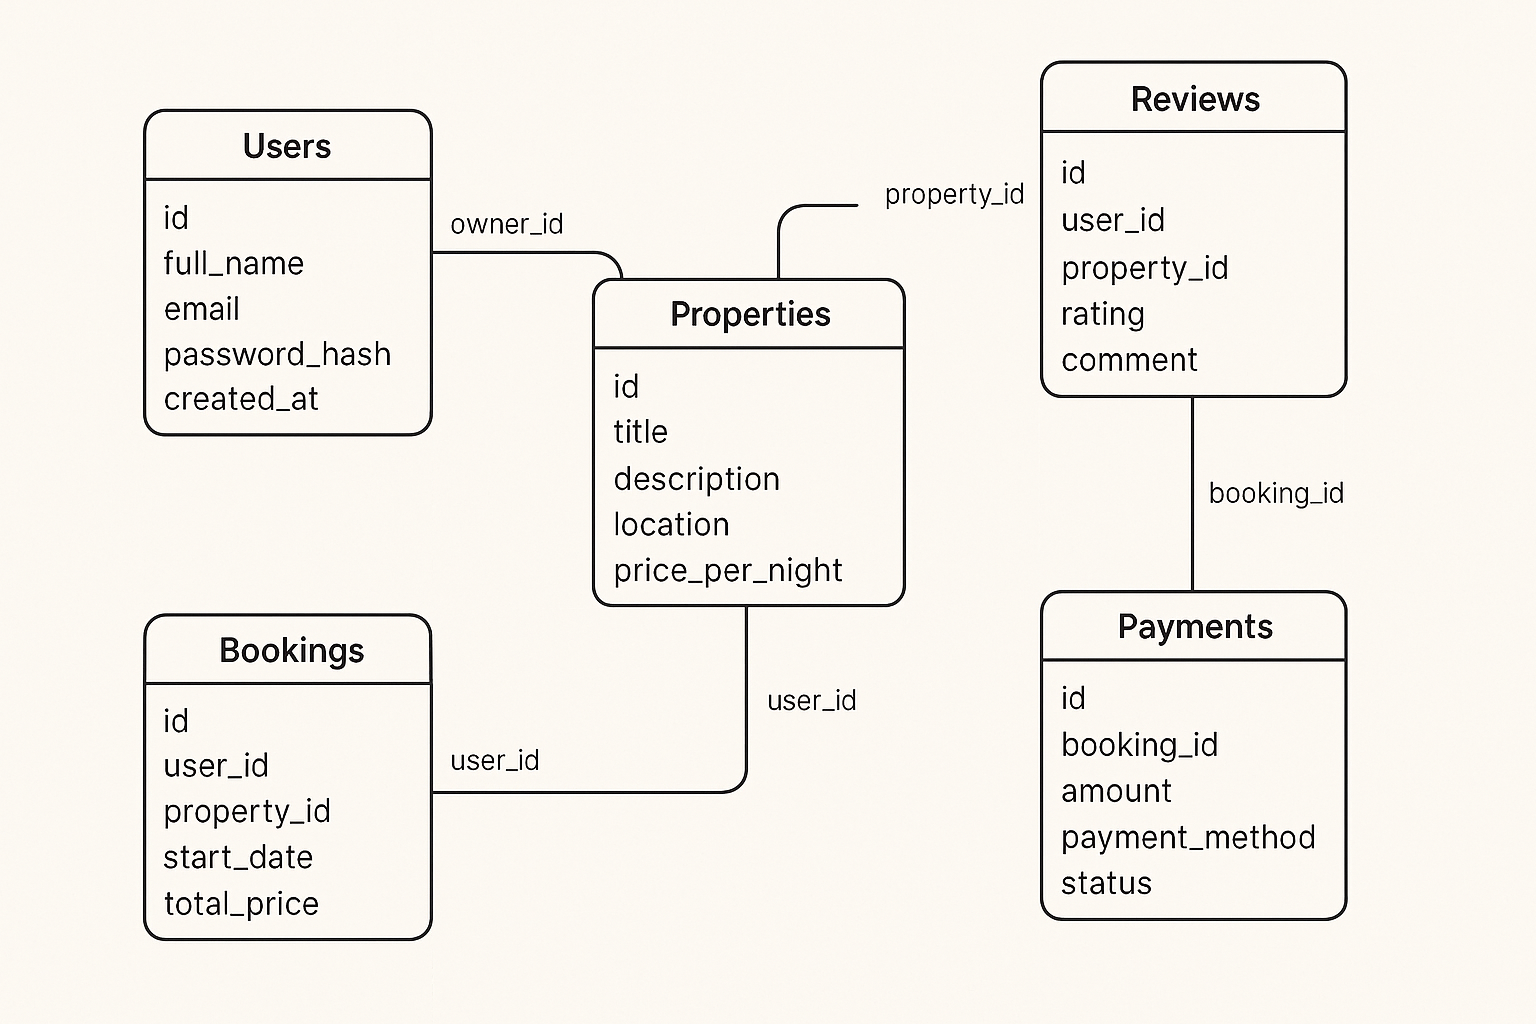 Users
id
full_name
email
password_hash
created_at
owner_id
Properties
id
title
description
location
price_per_night
property_id
Reviews
id
user_id
property_id
rating
comment
booking_id
Bookings
id
user_id
property_id
start_date
total_price
user_id
user_id
Payments
id
booking_id
amount
payment_method
status